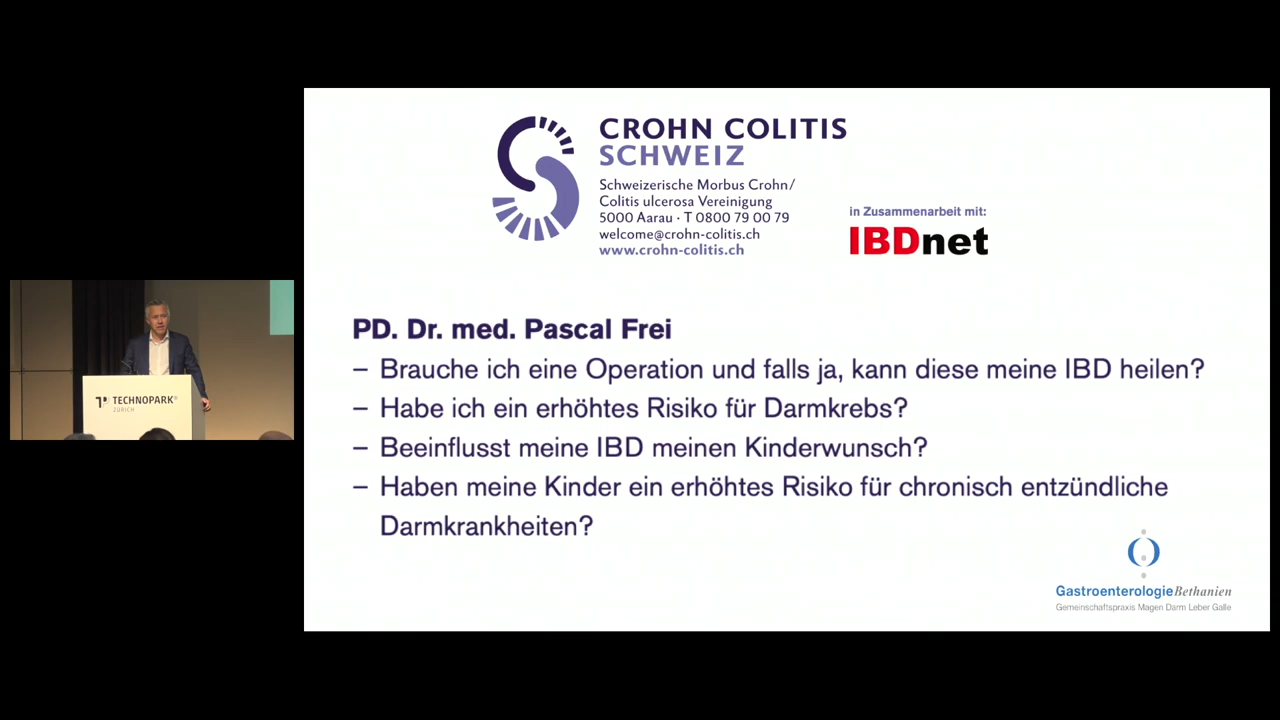 CROHN COLITIS
SCHWEIZ
Schweizerische Morbus Crohn/
Colitis ulcerosa Vereinigung
5000 Aarau · T 0800 79 00 79
welcome@crohn-colitis.ch
www.crohn-colitis.ch
in Zusammenarbeit mit:
IBDnet
PD. Dr. med. Pascal Frei
– Brauche ich eine Operation und falls ja, kann diese meine IBD heilen?
– Habe ich ein erhöhtes Risiko für Darmkrebs?
– Beeinflusst meine IBD meinen Kinderwunsch?
– Haben meine Kinder ein erhöhtes Risiko für chronisch entzündliche
Darmkrankheiten?
GastroenterologieBethanien
Gemeinschaftspraxis Magen Darm Leber Galle
TECHNOPARK®
ZÜRICH